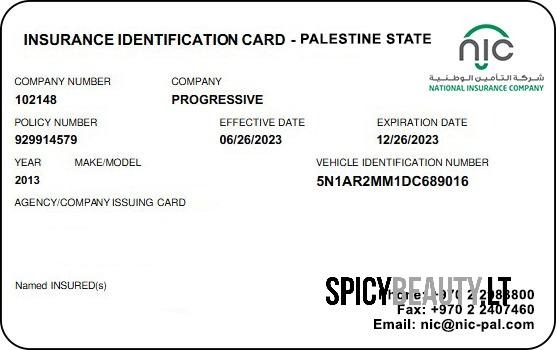 INSURANCE IDENTIFICATION CARD - PALESTINE STATE
nic
شركة التأمين الوطنية
NATIONAL INSURANCE COMPANY
COMPANY NUMBER COMPANY
102148 PROGRESSIVE
POLICY NUMBER EFFECTIVE DATE EXPIRATION DATE
929914579 06/26/2023 12/26/2023
YEAR MAKE/MODEL VEHICLE IDENTIFICATION NUMBER
2013 5N1AR2MM1DC689016
AGENCY/COMPANY ISSUING CARD
Named INSURED(s)
SPICYBEAUTY.LT
Phone: +970 2 2983800
Fax: +970 2 2407460
Email: nic@nic-pal.com